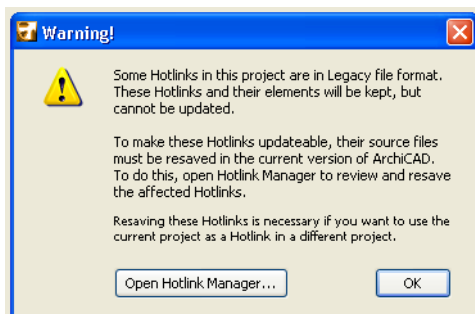 Warning!
Some Hotlinks in this project are in Legacy file format.
These Hotlinks and their elements will be kept, but
cannot be updated.
To make these Hotlinks updateable, their source files
must be resaved in the current version of ArchiCAD.
To do this, open Hotlink Manager to review and resave
the affected Hotlinks.
Resaving these Hotlinks is necessary if you want to use the
current project as a Hotlink in a different project.
Open Hotlink Manager...
OK